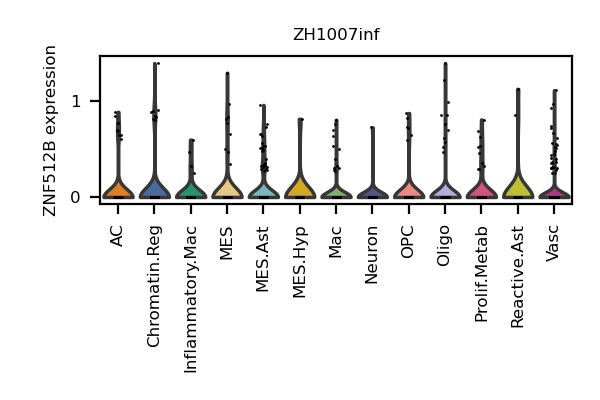 ZH1007inf
ZNF512B expression
1
0
AC
Chromatin.Reg
Inflammatory.Mac
MES
MES.Ast
MES.Hyp
Mac
Neuron
OPC
Oligo
Prolif.Metab
Reactive.Ast
Vasc